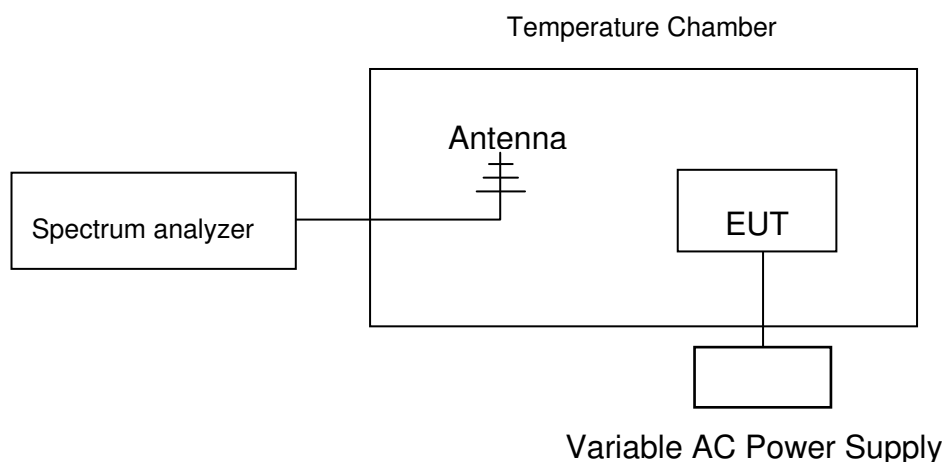 Temperature Chamber
Antenna
Spectrum analyzer
EUT
Variable AC Power Supply